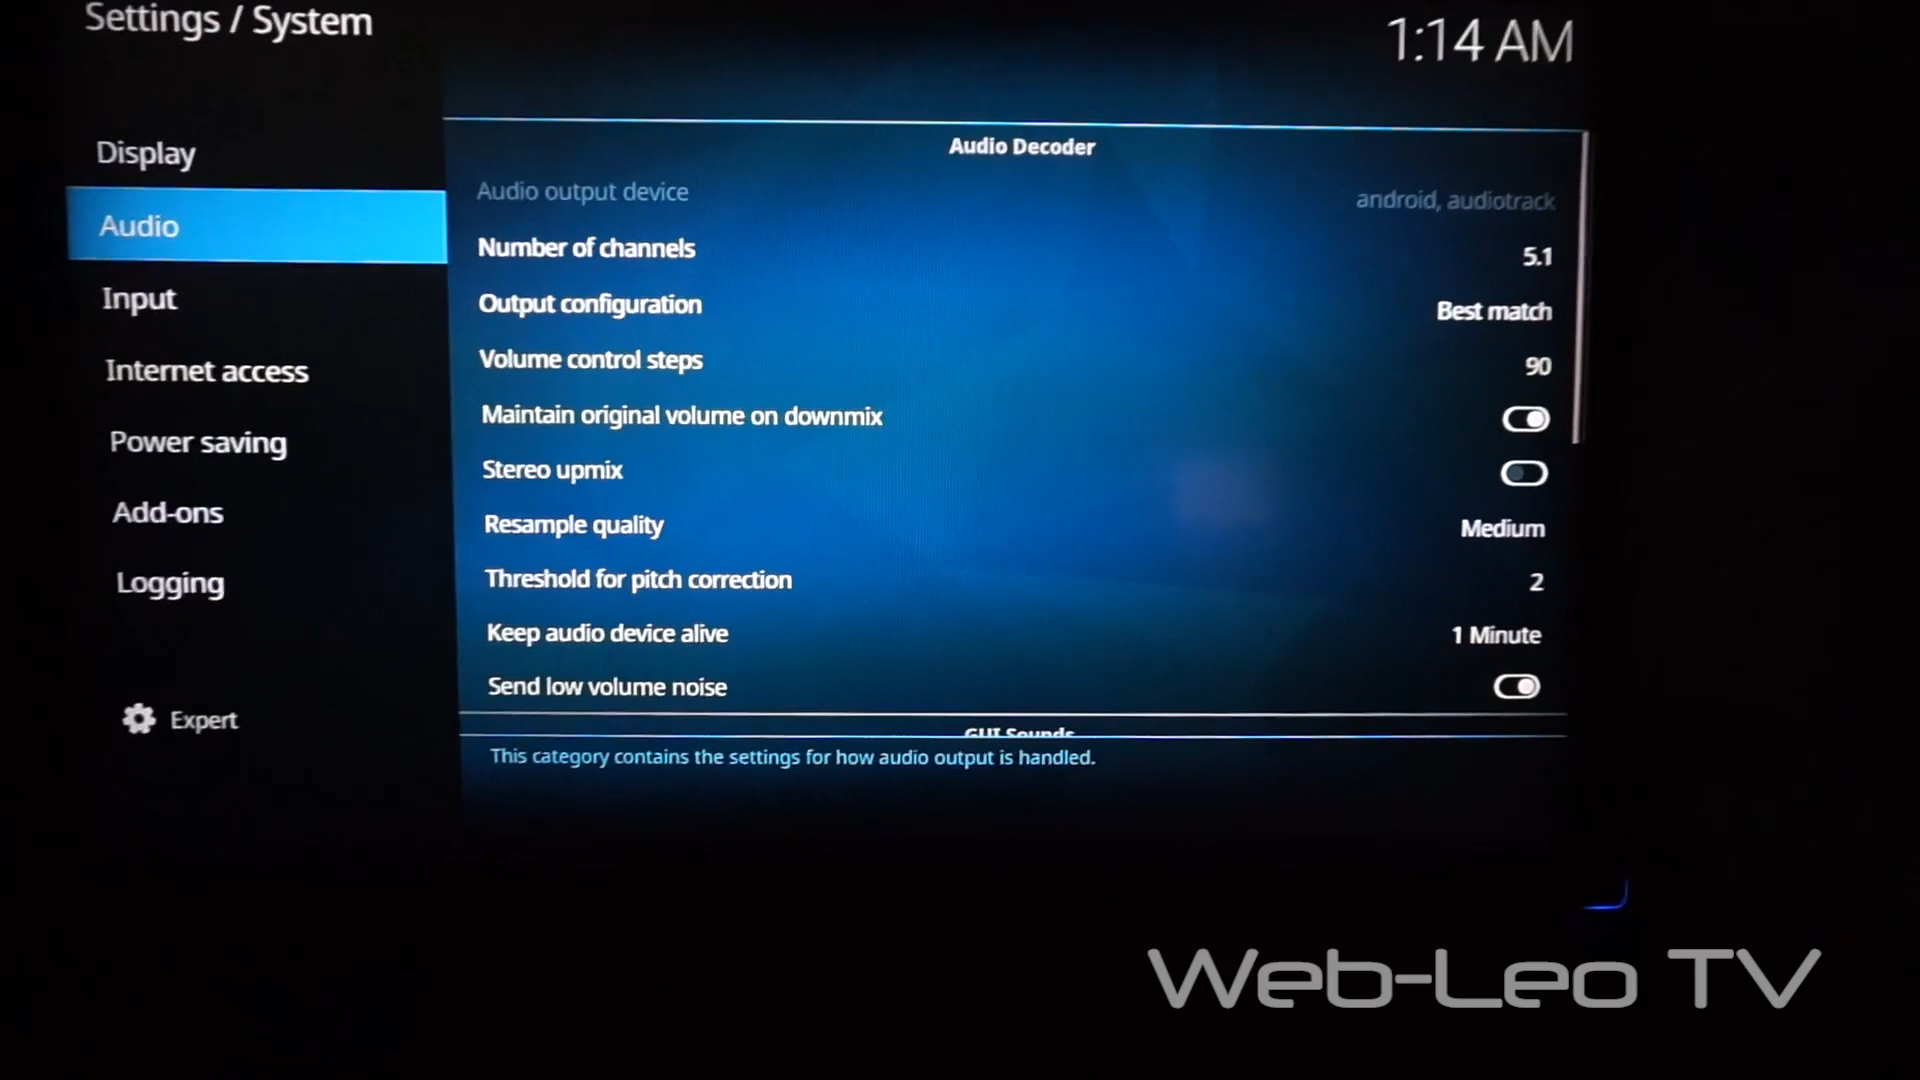 Settings / System
1:14 AM
Display
Audio
Input
Internet access
Power saving
Add-ons
Logging
Expert
Audio Decoder
Audio output device android, audiotrack
Number of channels 5.1
Output configuration Best match
Volume control steps 90
Maintain original volume on downmix
Stereo upmix
Resample quality Medium
Threshold for pitch correction 2
Keep audio device alive 1 Minute
Send low volume noise
GUI Sounds
This category contains the settings for how audio output is handled.
Web-Leo TV